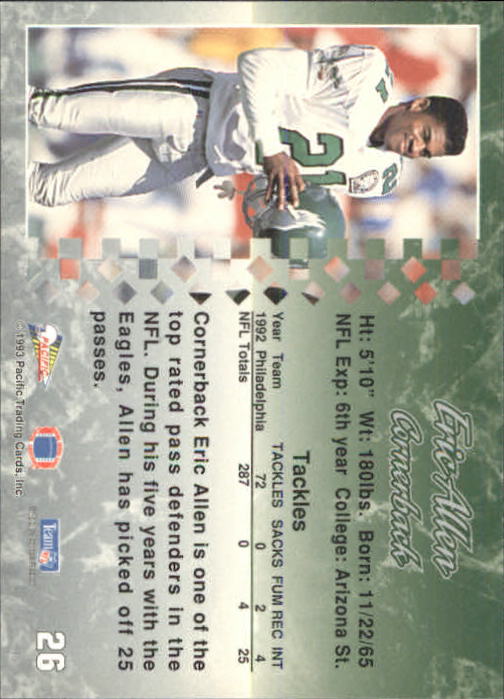 Eric Allen
Cornerback
Ht: 5'10" Wt: 180lbs. Born: 11/22/65
NFL Exp: 6th year College: Arizona St.
Tackles
Year Team TACKLES SACKS FUM REC INT
1992 Philadelphia 72 0 2 4
NFL Totals 287 0 4 25
Cornerback Eric Allen is one of the
top rated pass defenders in the
NFL. During his five years with the
Eagles, Allen has picked off 25
passes.
21
PACIFIC
Team NFL
© 1993 Pacific Trading Cards, Inc.
26